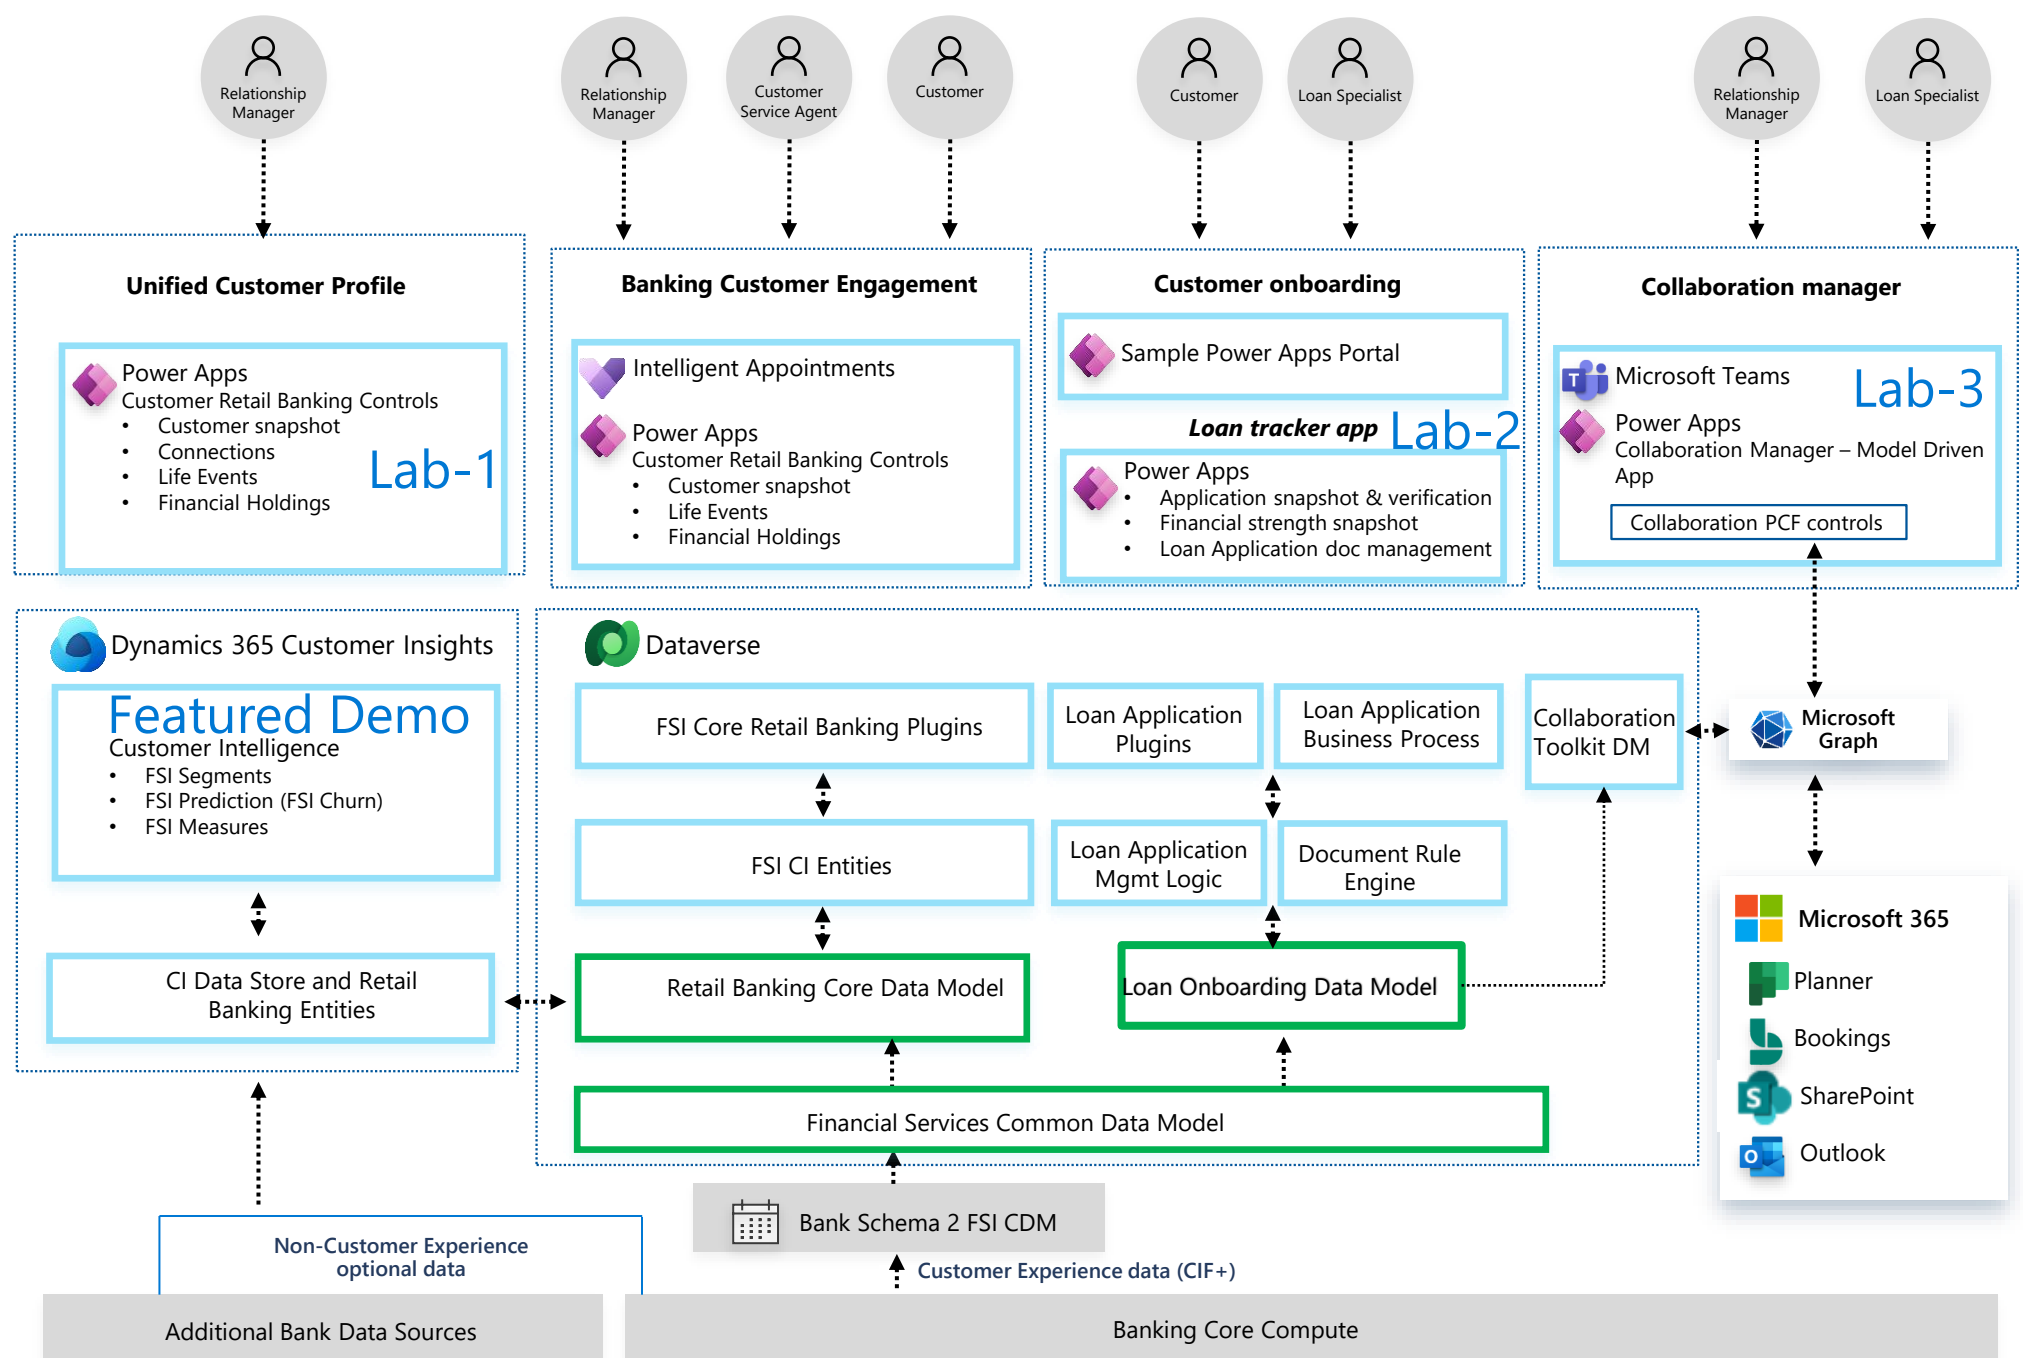 Relationship
Manager
Relationship
Manager
Customer
Service Agent
Customer
Customer
Loan Specialist
Relationship
Manager
Loan Specialist
Unified Customer Profile
Power Apps
Customer Retail Banking Controls
• Customer snapshot
• Connections
• Life Events
• Financial Holdings
Lab-1
Banking Customer Engagement
Intelligent Appointments
Power Apps
Customer Retail Banking Controls
• Customer snapshot
• Life Events
• Financial Holdings
Customer onboarding
Sample Power Apps Portal
Loan tracker app
Lab-2
Power Apps
• Application snapshot & verification
• Financial strength snapshot
• Loan Application doc management
Collaboration manager
T
Microsoft Teams
Lab-3
Power Apps
Collaboration Manager – Model Driven
App
Collaboration PCF controls
Dynamics 365 Customer Insights
Featured Demo
Customer Intelligence
• FSI Segments
• FSI Prediction (FSI Churn)
• FSI Measures
CI Data Store and Retail
Banking Entities
Dataverse
FSI Core Retail Banking Plugins
Loan Application
Plugins
Loan Application
Business Process
Collaboration
Toolkit DM
FSI CI Entities
Loan Application
Mgmt Logic
Document Rule
Engine
Retail Banking Core Data Model
Loan Onboarding Data Model
Financial Services Common Data Model
Microsoft
Graph
Microsoft 365
Planner
Bookings
S
SharePoint
O
Outlook
Bank Schema 2 FSI CDM
Non-Customer Experience
optional data
Customer Experience data (CIF+)
Additional Bank Data Sources
Banking Core Compute